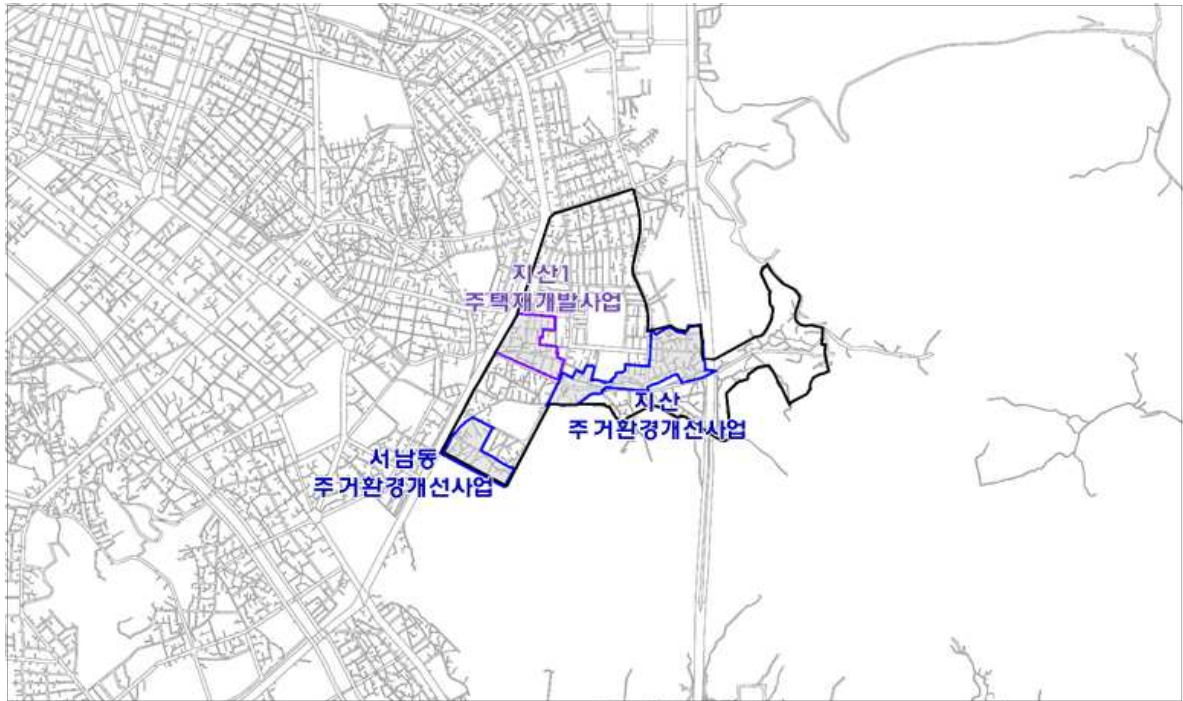 지산1
주택재개발사업
지산
주거환경개선사업
서남동
주거환경개선사업